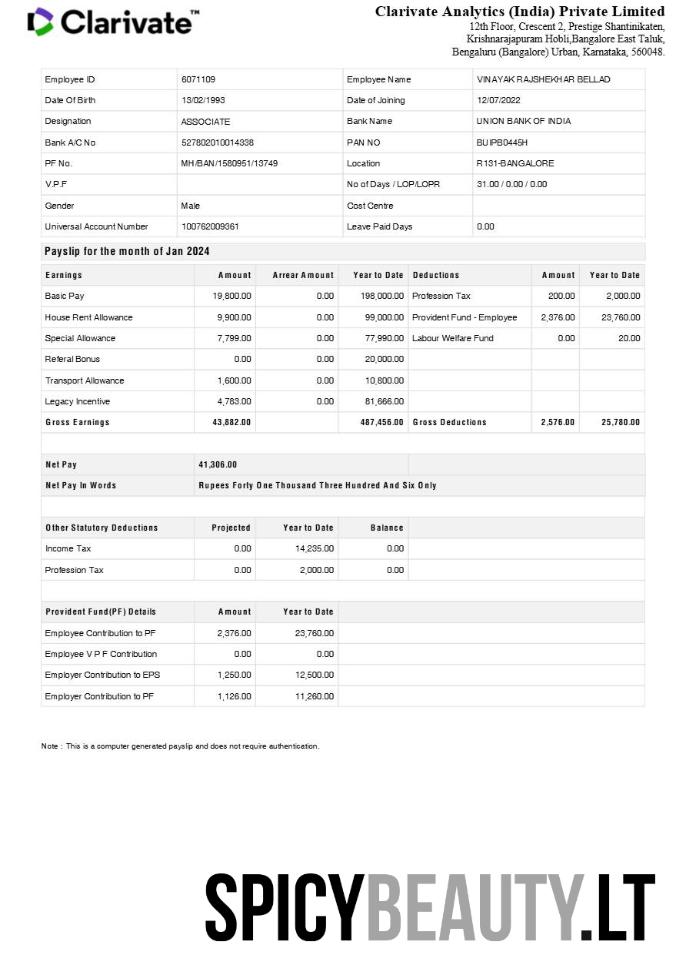 Clarivate™
Clarivate Analytics (India) Private Limited
12th Floor, Crescent 2, Prestige Shantinikaten,
Krishnarajapuram Hobli,Bangalore East Taluk,
Bengaluru (Bangalore) Urban, Karnataka, 560048.
Employee ID 6071109 Employee Name VINAYAK RAJSHEKHAR BELLAD
Date Of Birth 13/02/1993 Date of Joining 12/07/2022
Designation ASSOCIATE Bank Name UNION BANK OF INDIA
Bank A/C No 527802010014338 PAN NO BUIPB0445H
PF No. MH/BAN/1580951/13749 Location R131-BANGALORE
V.P.F No of Days / LOP/LOPR 31.00 / 0.00 / 0.00
Gender Male Cost Centre
Universal Account Number 100762009361 Leave Paid Days 0.00
Payslip for the month of Jan 2024
Earnings Amount Arrear Amount Year to Date Deductions Amount Year to Date
Basic Pay 19,800.00 0.00 198,000.00 Profession Tax 200.00 2,000.00
House Rent Allowance 9,900.00 0.00 99,000.00 Provident Fund - Employee 2,376.00 23,760.00
Special Allowance 7,799.00 0.00 77,990.00 Labour Welfare Fund 0.00 20.00
Referal Bonus 0.00 0.00 20,000.00
Transport Allowance 1,600.00 0.00 10,800.00
Legacy Incentive 4,783.00 0.00 81,666.00
Gross Earnings 43,882.00 487,456.00 Gross Deductions 2,576.00 25,780.00
Net Pay 41,306.00
Net Pay In Words Rupees Forty One Thousand Three Hundred And Six Only
Other Statutory Deductions Projected Year to Date Balance
Income Tax 0.00 14,235.00 0.00
Profession Tax 0.00 2,000.00 0.00
Provident Fund(PF) Details Amount Year to Date
Employee Contribution to PF 2,376.00 23,760.00
Employee V P F Contribution 0.00 0.00
Employer Contribution to EPS 1,250.00 12,500.00
Employer Contribution to PF 1,126.00 11,260.00
Note : This is a computer generated payslip and does not require authentication.
SPICYBEAUTY.LT